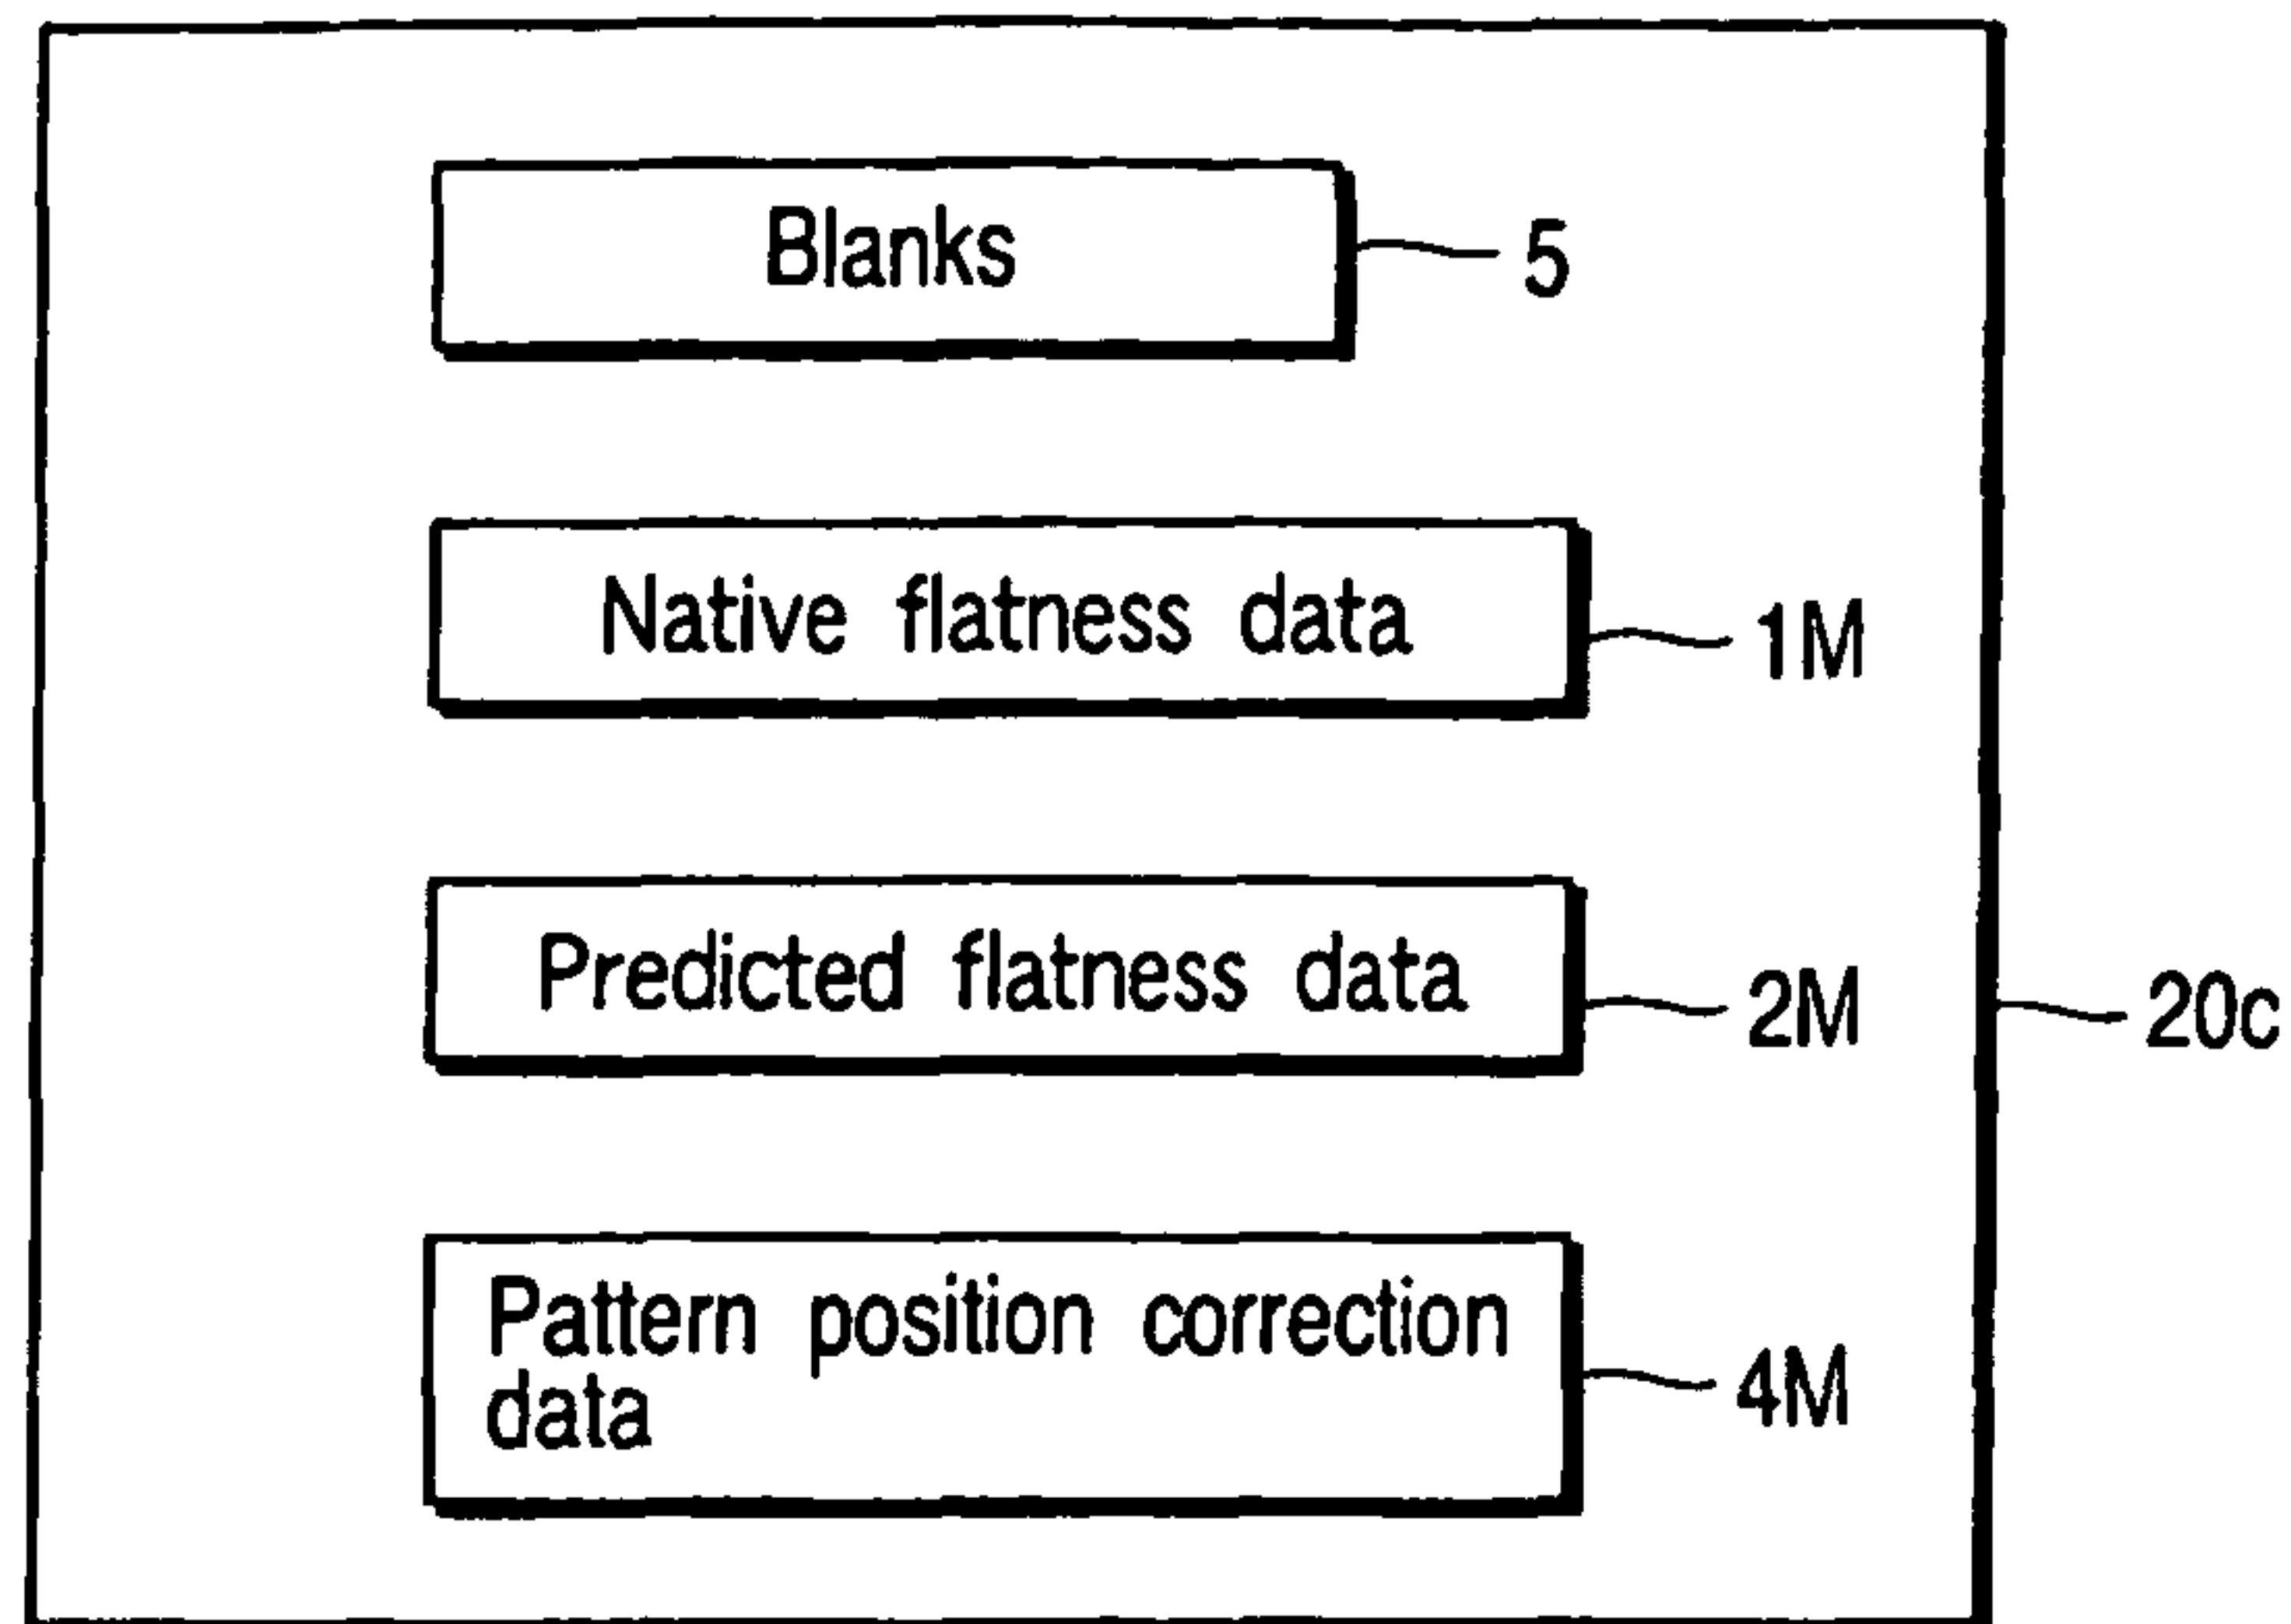 Blanks
5
Native flatness data
1M
Predicted flatness data
2M
20c
Pattern position correction
data
4M